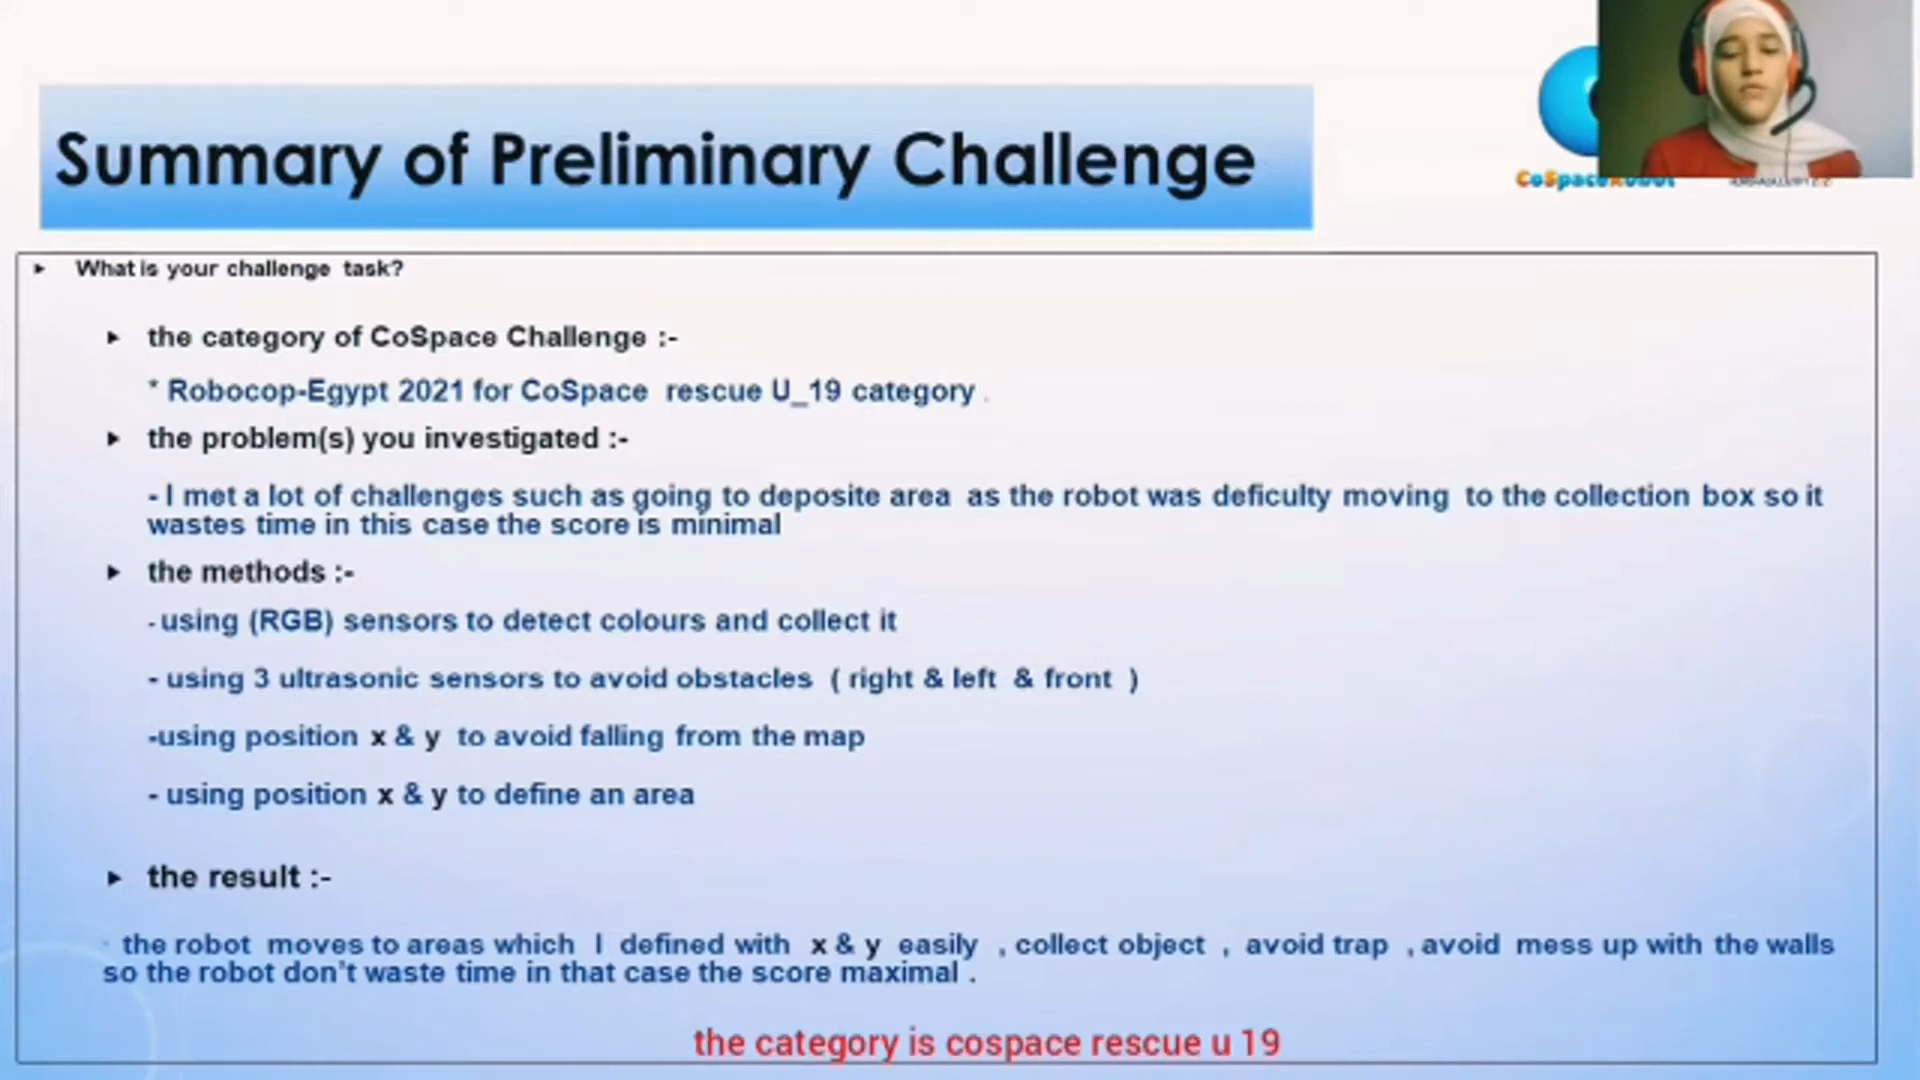 Summary of Preliminary Challenge
CoSpaceRobot
What is your challenge task?
the category of CoSpace Challenge :-
* Robocop-Egypt 2021 for CoSpace rescue U_19 category .
the problem(s) you investigated :-
- I met a lot of challenges such as going to deposite area as the robot was deficulty moving to the collection box so it
wastes time in this case the score is minimal
the methods :-
- using (RGB) sensors to detect colours and collect it
- using 3 ultrasonic sensors to avoid obstacles ( right & left & front )
-using position x & y to avoid falling from the map
- using position x & y to define an area
the result :-
the robot moves to areas which I defined with x & y easily , collect object , avoid trap , avoid mess up with the walls
so the robot don't waste time in that case the score maximal .
the category is cospace rescue u 19